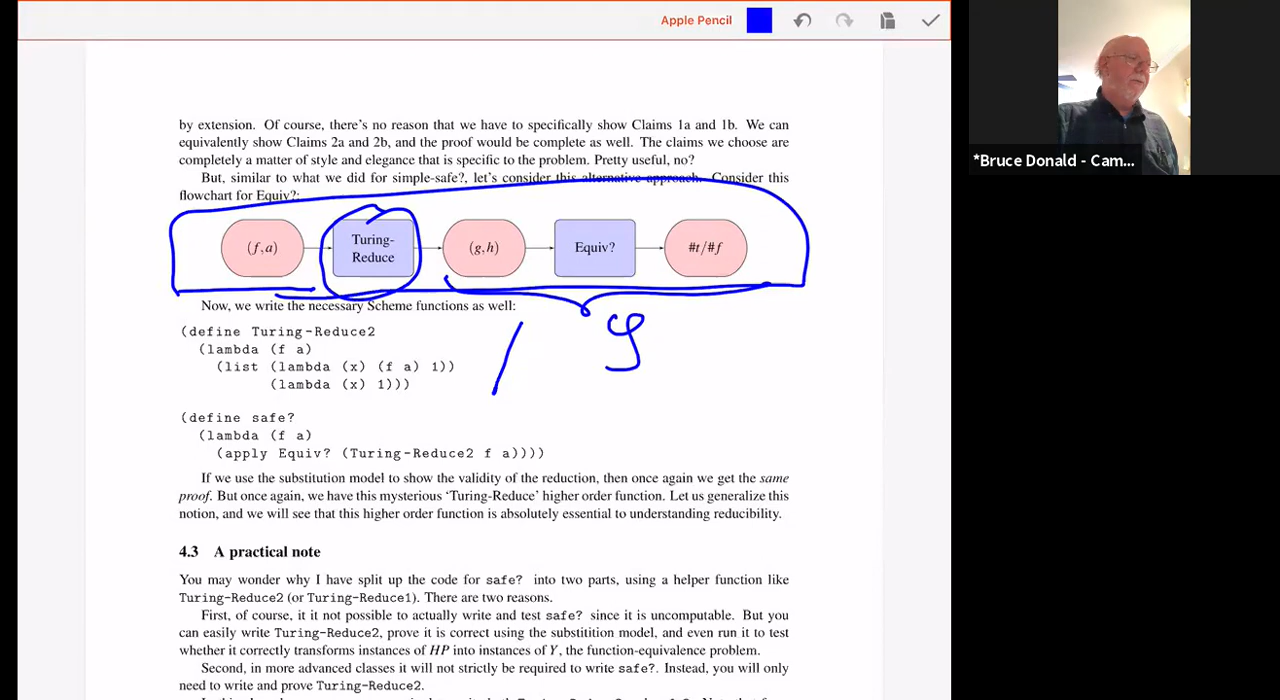 Apple Pencil
by extension. Of course, there's no reason that we have to specifically show Claims 1a and 1b. We can
equivalently show Claims 2a and 2b, and the proof would be complete as well. The claims we choose are
completely a matter of style and elegance that is specific to the problem. Pretty useful, no?
But, similar to what we did for simple-safe?, let's consider this alternative approach. Consider this
flowchart for Equiv?:
(f,a)
Turing-
Reduce
(g,h)
Equiv?
#t/#f
Now, we write the necessary Scheme functions as well:
(define Turing-Reduce2
(lambda (f a)
(list (lambda (x) (f a) 1))
(lambda (x) 1)))
(define safe?
(lambda (f a)
(apply Equiv? (Turing-Reduce2 f a))))
If we use the substitution model to show the validity of the reduction, then once again we get the same
proof. But once again, we have this mysterious 'Turing-Reduce' higher order function. Let us generalize this
notion, and we will see that this higher order function is absolutely essential to understanding reducibility.
4.3 A practical note
You may wonder why I have split up the code for safe? into two parts, using a helper function like
Turing-Reduce2 (or Turing-Reduce1). There are two reasons.
First, of course, it it not possible to actually write and test safe? since it is uncomputable. But you
can easily write Turing-Reduce2, prove it is correct using the substitition model, and even run it to test
whether it correctly transforms instances of HP into instances of Y, the function-equivalence problem.
Second, in more advanced classes it will not strictly be required to write safe?. Instead, you will only
need to write and prove Turing-Reduce2.
*Bruce Donald - Cam...